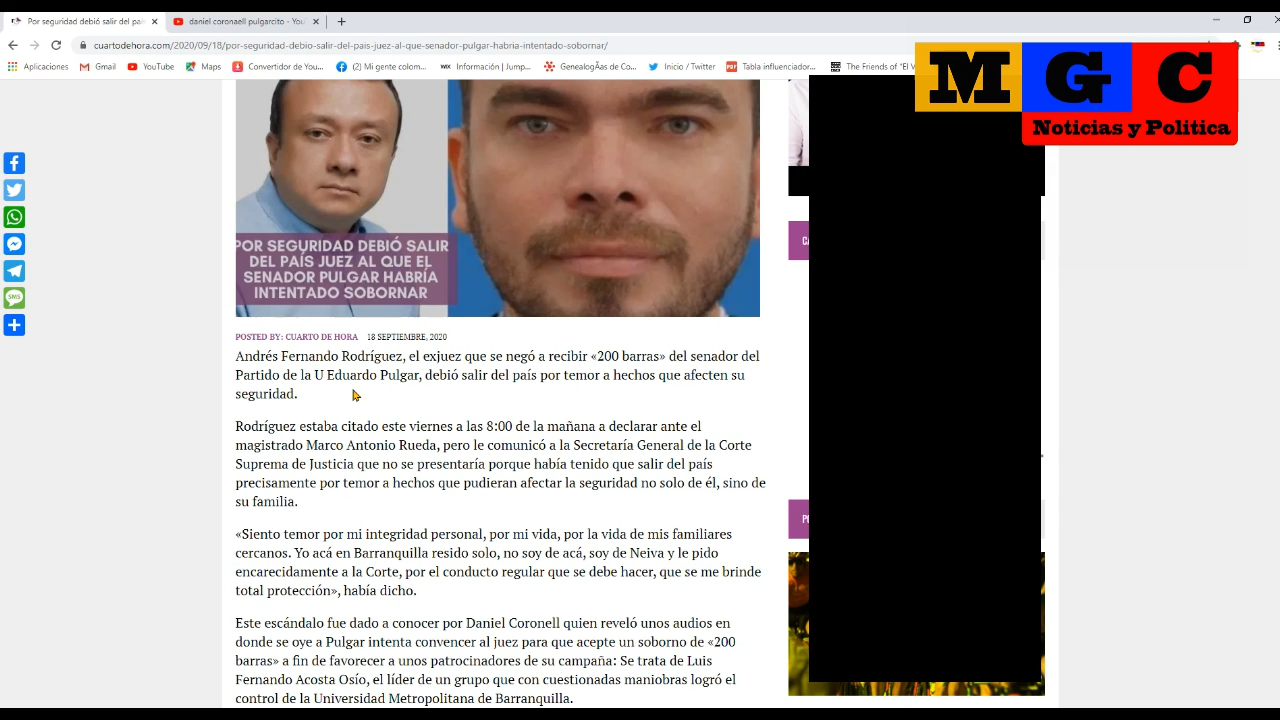 Por seguridad debió salir del paí
daniel coronaell pulgarcito - You
cuartodehora.com/2020/09/18/por-seguridad-debio-salir-del-pais-juez-al-que-senador-pulgar-habria-intentado-sobornar/
Aplicaciones
Gmail
YouTube
Maps
Convertidor de You...
(2) Mi gente colom...
Información | Jump...
GenealogÃas de Co...
Inicio / Twitter
Tabla influenciador...
The Friends of "El V
M G C
Noticias y Politica
POR SEGURIDAD DEBIÓ SALIR
DEL PAÍS JUEZ AL QUE EL
SENADOR PULGAR HABRÍA
INTENTADO SOBORNAR
POSTED BY: CUARTO DE HORA 18 SEPTIEMBRE, 2020
Andrés Fernando Rodríguez, el exjuez que se negó a recibir «200 barras» del senador del
Partido de la U Eduardo Pulgar, debió salir del país por temor a hechos que afecten su
seguridad.
Rodríguez estaba citado este viernes a las 8:00 de la mañana a declarar ante el
magistrado Marco Antonio Rueda, pero le comunicó a la Secretaría General de la Corte
Suprema de Justicia que no se presentaría porque había tenido que salir del país
precisamente por temor a hechos que pudieran afectar la seguridad no solo de él, sino de
su familia.
«Siento temor por mi integridad personal, por mi vida, por la vida de mis familiares
cercanos. Yo acá en Barranquilla resido solo, no soy de acá, soy de Neiva y le pido
encarecidamente a la Corte, por el conducto regular que se debe hacer, que se me brinde
total protección», había dicho.
Este escándalo fue dado a conocer por Daniel Coronell quien reveló unos audios en
donde se oye a Pulgar intenta convencer al juez para que acepte un soborno de «200
barras» a fin de favorecer a unos patrocinadores de su campaña: Se trata de Luis
Fernando Acosta Osío, el líder de un grupo que con cuestionadas maniobras logró el
control de la Universidad Metropolitana de Barranquilla.